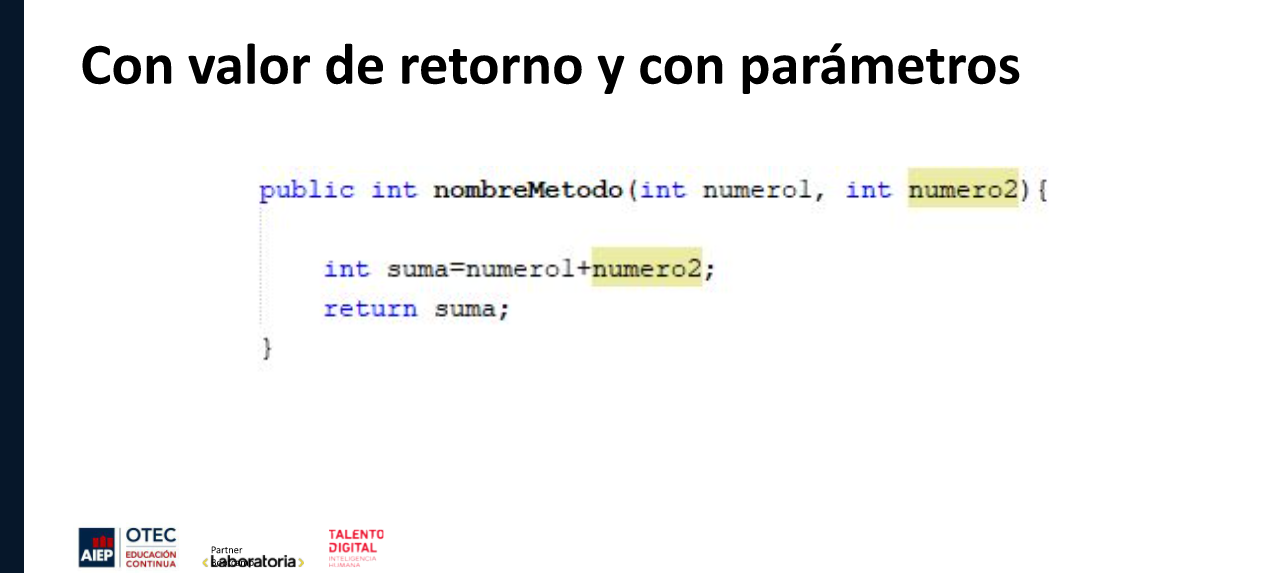 Con valor de retorno y con parámetros
public int nombreMetodo(int numero1, int numero2){
int suma=numero1+numero2;
return suma;
}
AIEP
OTEC
EDUCACIÓN
CONTINUA
Partner
‹Laboratoria›
TALENTO
DIGITAL
INTELIGENCIA
HUMANA